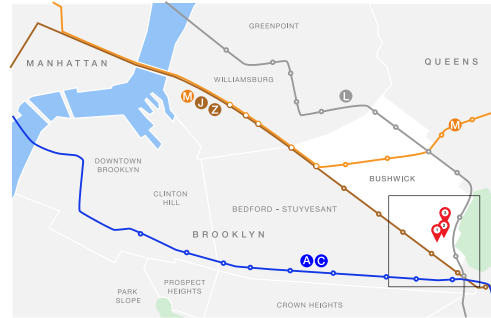 GREENPOINT
MANHATTAN
QUEENS
WILLIAMSBURG
M J Z
L
M
DOWNTOWN
BROOKLYN
BUSHWICK
CLINTON
HILL
BEDFORD - STUYVESANT
BROOKLYN
A C
PARK
SLOPE
PROSPECT
HEIGHTS
CROWN HEIGHTS